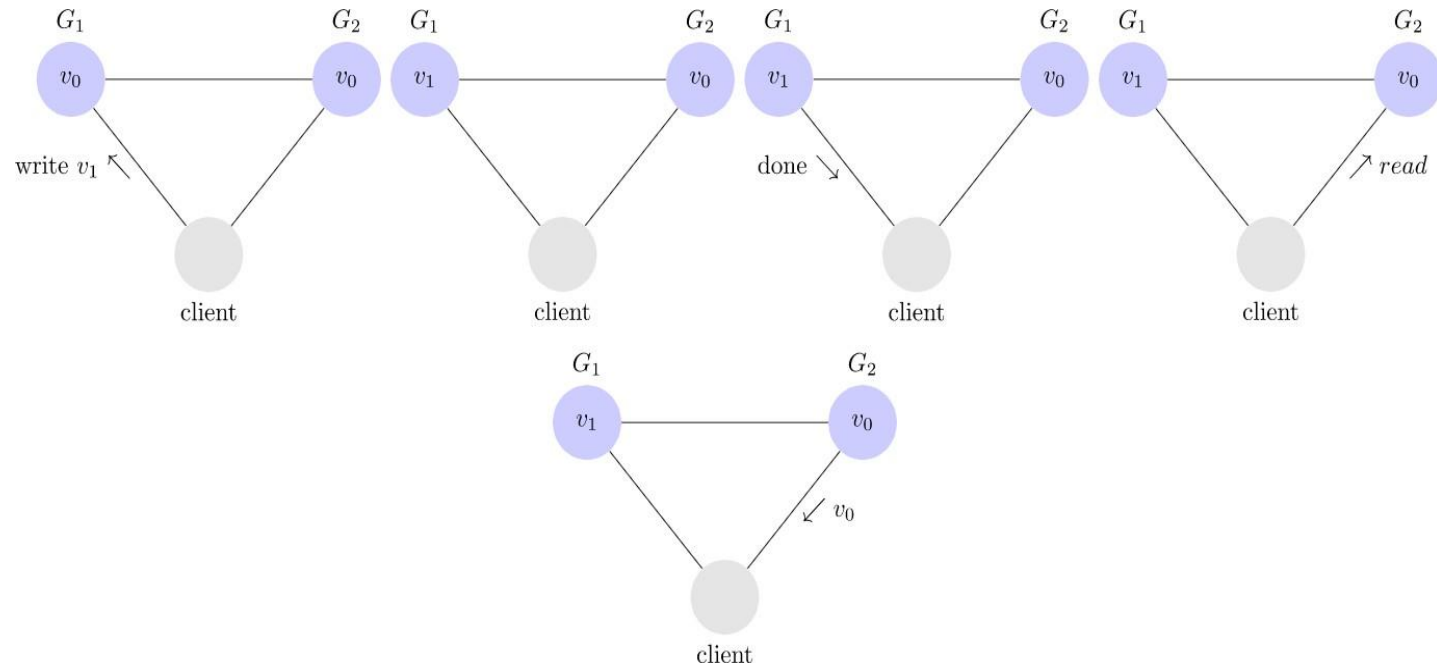 G₁ G₂ G₁ G₂ G₁ G₂ G₁ G₂
v₀ v₀ v₁ v₀ v₁ v₀ v₁ v₀
write v₁ done read
client client client client
G₁ G₂
v₁ v₀
v₀
client